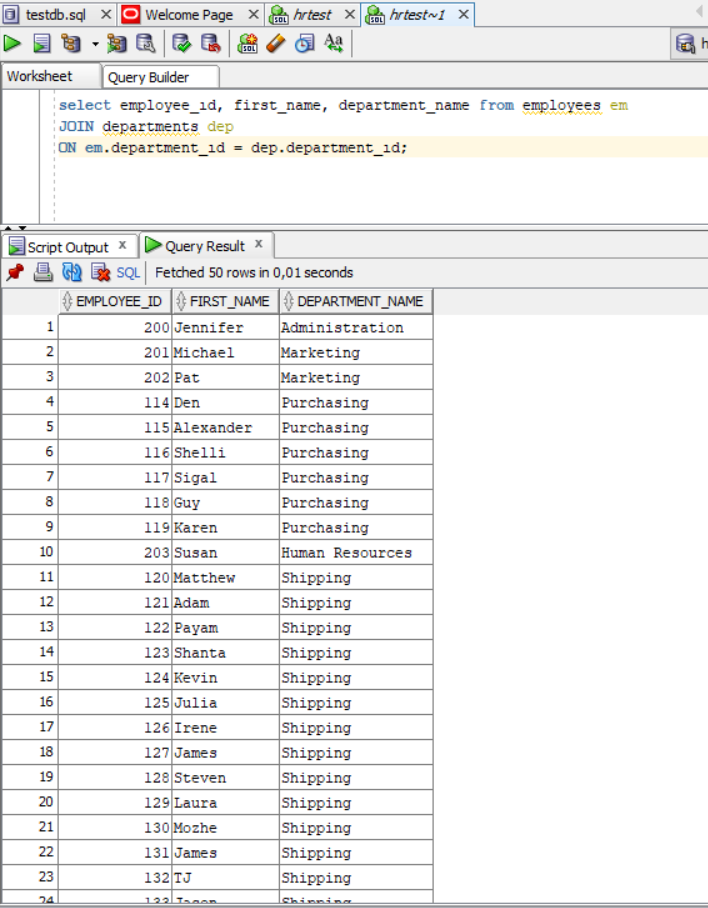 testdb.sql Welcome Page hrtest hrtest~1
Worksheet Query Builder
select employee_ıd, first_name, department_name from employees em
JOIN departments dep
ON em.department_ıd = dep.department_ıd;
Script Output Query Result
SQL Fetched 50 rows in 0,01 seconds
EMPLOYEE_ID FIRST_NAME DEPARTMENT_NAME
1 200 Jennifer Administration
2 201 Michael Marketing
3 202 Pat Marketing
4 114 Den Purchasing
5 115 Alexander Purchasing
6 116 Shelli Purchasing
7 117 Sigal Purchasing
8 118 Guy Purchasing
9 119 Karen Purchasing
10 203 Susan Human Resources
11 120 Matthew Shipping
12 121 Adam Shipping
13 122 Payam Shipping
14 123 Shanta Shipping
15 124 Kevin Shipping
16 125 Julia Shipping
17 126 Irene Shipping
18 127 James Shipping
19 128 Steven Shipping
20 129 Laura Shipping
21 130 Mozhe Shipping
22 131 James Shipping
23 132 TJ Shipping
24 133 Jason Shipping